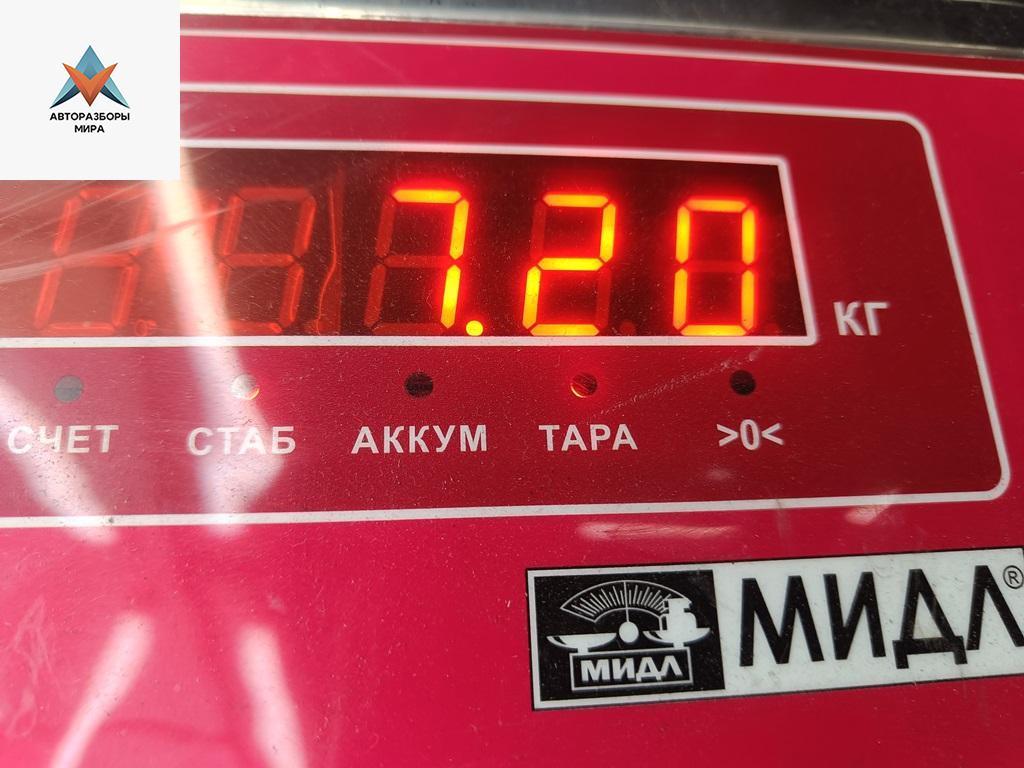 АВТОРАЗБОРЫ
МИРА
7.20
КГ
СЧЕТ СТАБ АККУМ ТАРА >0<
МИДЛ МИДЛ®